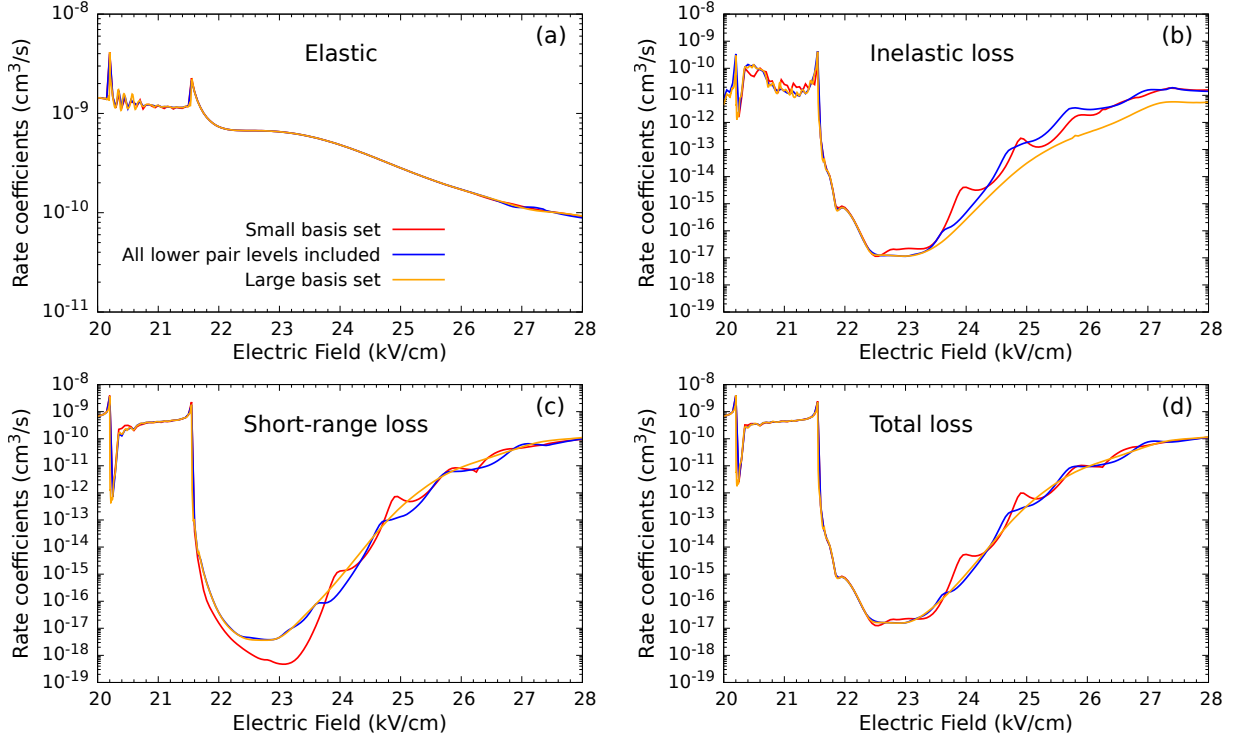 (a)
Elastic
Rate coefficients (cm³/s)
10⁻⁸
10⁻⁹
10⁻¹⁰
10⁻¹¹
Small basis set
All lower pair levels included
Large basis set
20 21 22 23 24 25 26 27 28
Electric Field (kV/cm)
(b)
Inelastic loss
Rate coefficients (cm³/s)
10⁻⁸
10⁻⁹
10⁻¹⁰
10⁻¹¹
10⁻¹²
10⁻¹³
10⁻¹⁴
10⁻¹⁵
10⁻¹⁶
10⁻¹⁷
10⁻¹⁸
10⁻¹⁹
20 21 22 23 24 25 26 27 28
Electric Field (kV/cm)
(c)
Short-range loss
Rate coefficients (cm³/s)
10⁻⁸
10⁻⁹
10⁻¹⁰
10⁻¹¹
10⁻¹²
10⁻¹³
10⁻¹⁴
10⁻¹⁵
10⁻¹⁶
10⁻¹⁷
10⁻¹⁸
10⁻¹⁹
20 21 22 23 24 25 26 27 28
Electric Field (kV/cm)
(d)
Total loss
Rate coefficients (cm³/s)
10⁻⁸
10⁻⁹
10⁻¹⁰
10⁻¹¹
10⁻¹²
10⁻¹³
10⁻¹⁴
10⁻¹⁵
10⁻¹⁶
10⁻¹⁷
10⁻¹⁸
10⁻¹⁹
20 21 22 23 24 25 26 27 28
Electric Field (kV/cm)